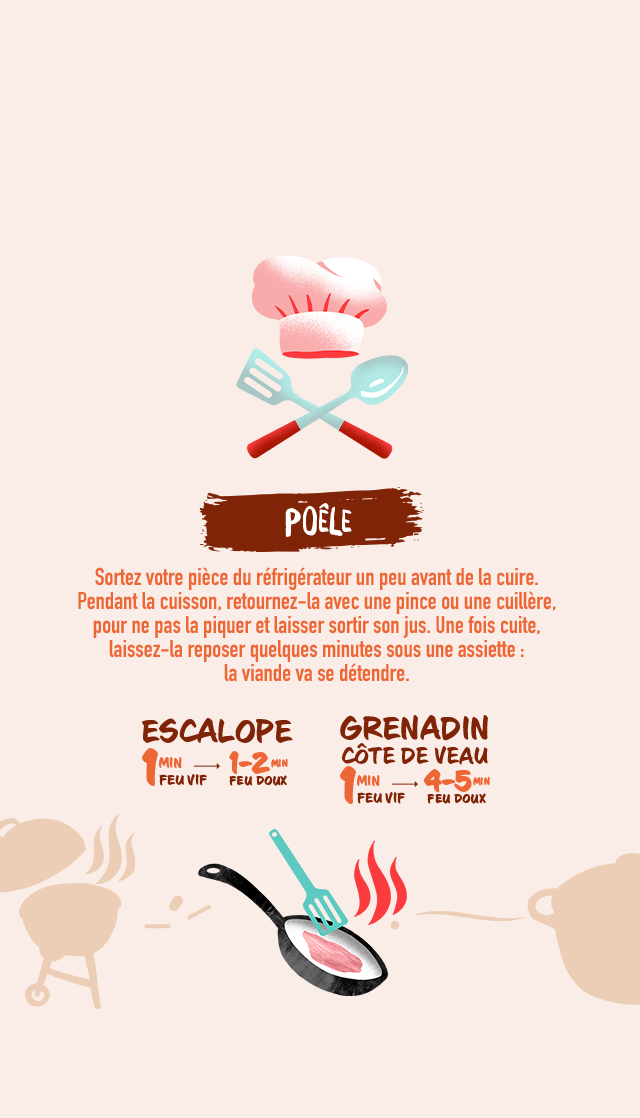 POÊLE
Sortez votre pièce du réfrigérateur un peu avant de la cuire.
Pendant la cuisson, retournez-la avec une pince ou une cuillère,
pour ne pas la piquer et laisser sortir son jus. Une fois cuite,
laissez-la reposer quelques minutes sous une assiette :
la viande va se détendre.
ESCALOPE
1 MIN FEU VIF → 1-2 MIN FEU DOUX
GRENADIN
CÔTE DE VEAU
1 MIN FEU VIF → 4-5 MIN FEU DOUX